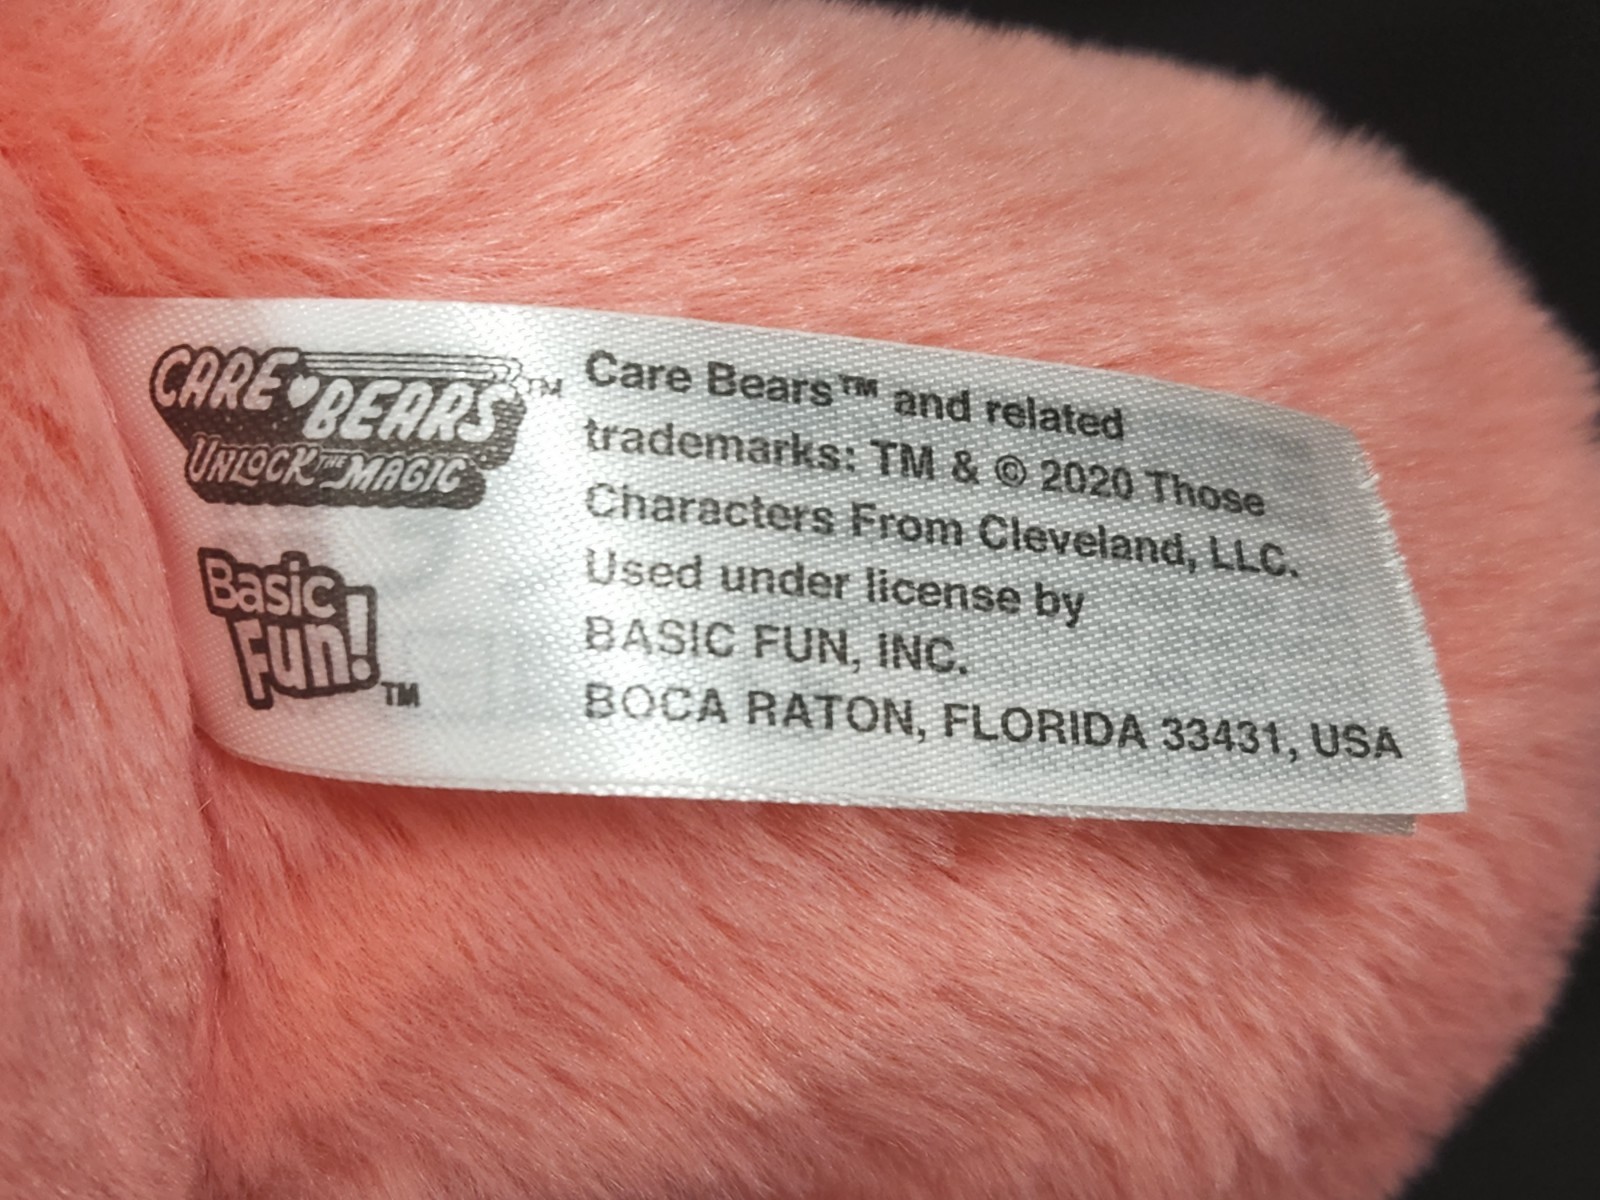 CARE BEARS™
UNLOCK THE MAGIC
Basic
Fun!™
Care Bears™ and related
trademarks: TM & © 2020 Those
Characters From Cleveland, LLC.
Used under license by
BASIC FUN, INC.
BOCA RATON, FLORIDA 33431, USA